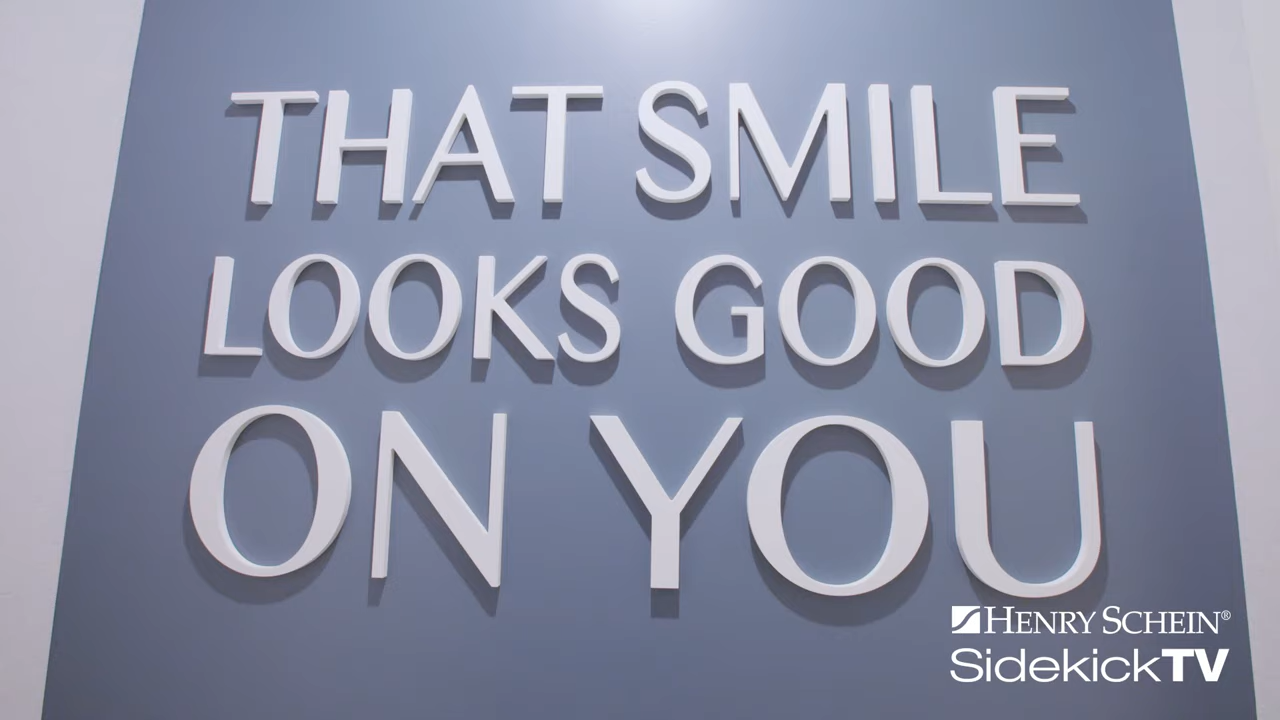 THAT SMILE
LOOKS GOOD
ON YOU
HENRY SCHEIN®
SidekickTV